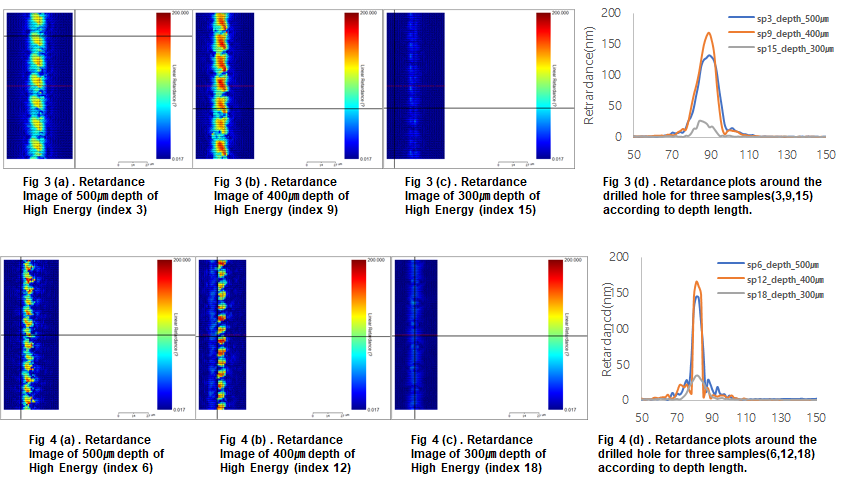 200.000
Linear Retardance (?
0.017
200.000
Linear Retardance (?
0.017
200.000
Linear Retardance (?
0.017
Retrardance(nm)
200
150
100
50
0
50 70 90 110 130 150
sp3_depth_500㎛
sp9_depth_400㎛
sp15_depth_300㎛
Fig 3 (a) . Retardance
Image of 500㎛ depth of
High Energy (index 3)
Fig 3 (b) . Retardance
Image of 400㎛ depth of
High Energy (index 9)
Fig 3 (c) . Retardance
Image of 300㎛ depth of
High Energy (index 15)
Fig 3 (d) . Retardance plots around the
drilled hole for three samples(3,9,15)
according to depth length.
200.000
Linear Retardance (?
0.017
200.000
Linear Retardance (?
0.017
200.000
Linear Retardance (?
0.017
Retardancd(nm)
200
150
100
50
0
50 70 90 110 130 150
sp6_depth_500㎛
sp12_depth_400㎛
sp18_depth_300㎛
Fig 4 (a) . Retardance
Image of 500㎛ depth of
High Energy (index 6)
Fig 4 (b) . Retardance
Image of 400㎛ depth of
High Energy (index 12)
Fig 4 (c) . Retardance
Image of 300㎛ depth of
High Energy (index 18)
Fig 4 (d) . Retardance plots around the
drilled hole for three samples(6,12,18)
according to depth length.